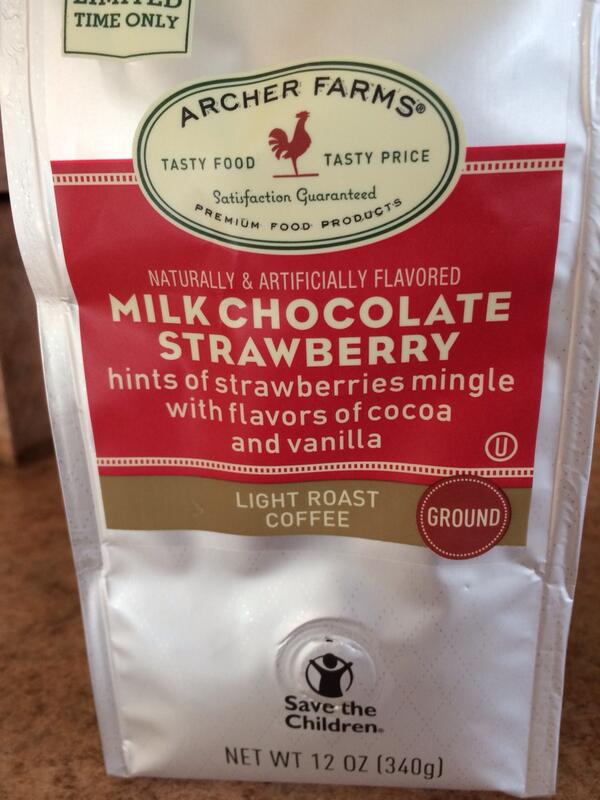 LIMITED
TIME ONLY
ARCHER FARMS®
TASTY FOOD TASTY PRICE
Satisfaction Guaranteed
PREMIUM FOOD PRODUCTS
NATURALLY & ARTIFICIALLY FLAVORED
MILK CHOCOLATE
STRAWBERRY
hints of strawberries mingle
with flavors of cocoa
and vanilla
U
LIGHT ROAST
COFFEE
GROUND
Save the
Children®
NET WT 12 OZ (340g)